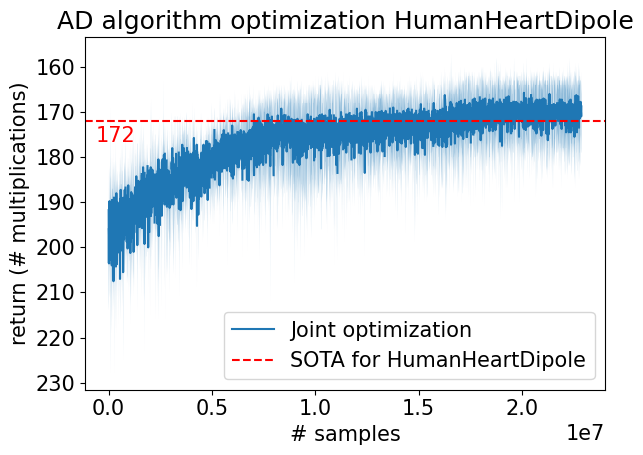 AD algorithm optimization HumanHeartDipole
return (# multiplications)
160
170
172
180
190
200
210
220
230
Joint optimization
SOTA for HumanHeartDipole
0.0
0.5
1.0
1.5
2.0
# samples
1e7